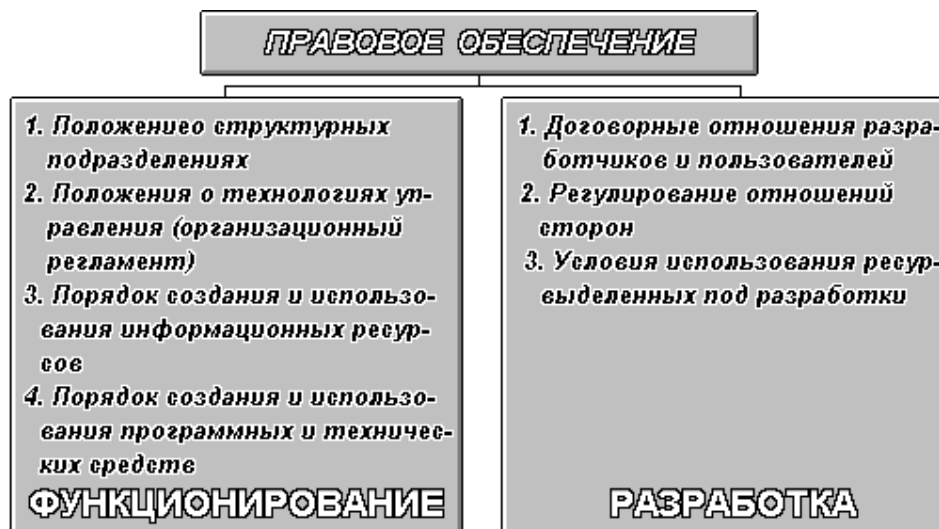 ПРАВОВОЕ ОБЕСПЕЧЕНИЕ
1. Положениео структурных
подразделениях
2. Положения о технологиях уп-
равления (организационный
регламент)
3. Порядок создания и использо-
вания информационных ресур-
сов
4. Порядок создания и использо-
вания программных и техничес-
ких средств
ФУНКЦИОНИРОВАНИЕ
1. Договорные отношения разра-
ботчиков и пользователей
2. Регулирование отношений
сторон
3. Условия использования ресур-
выделенных под разработки
РАЗРАБОТКА